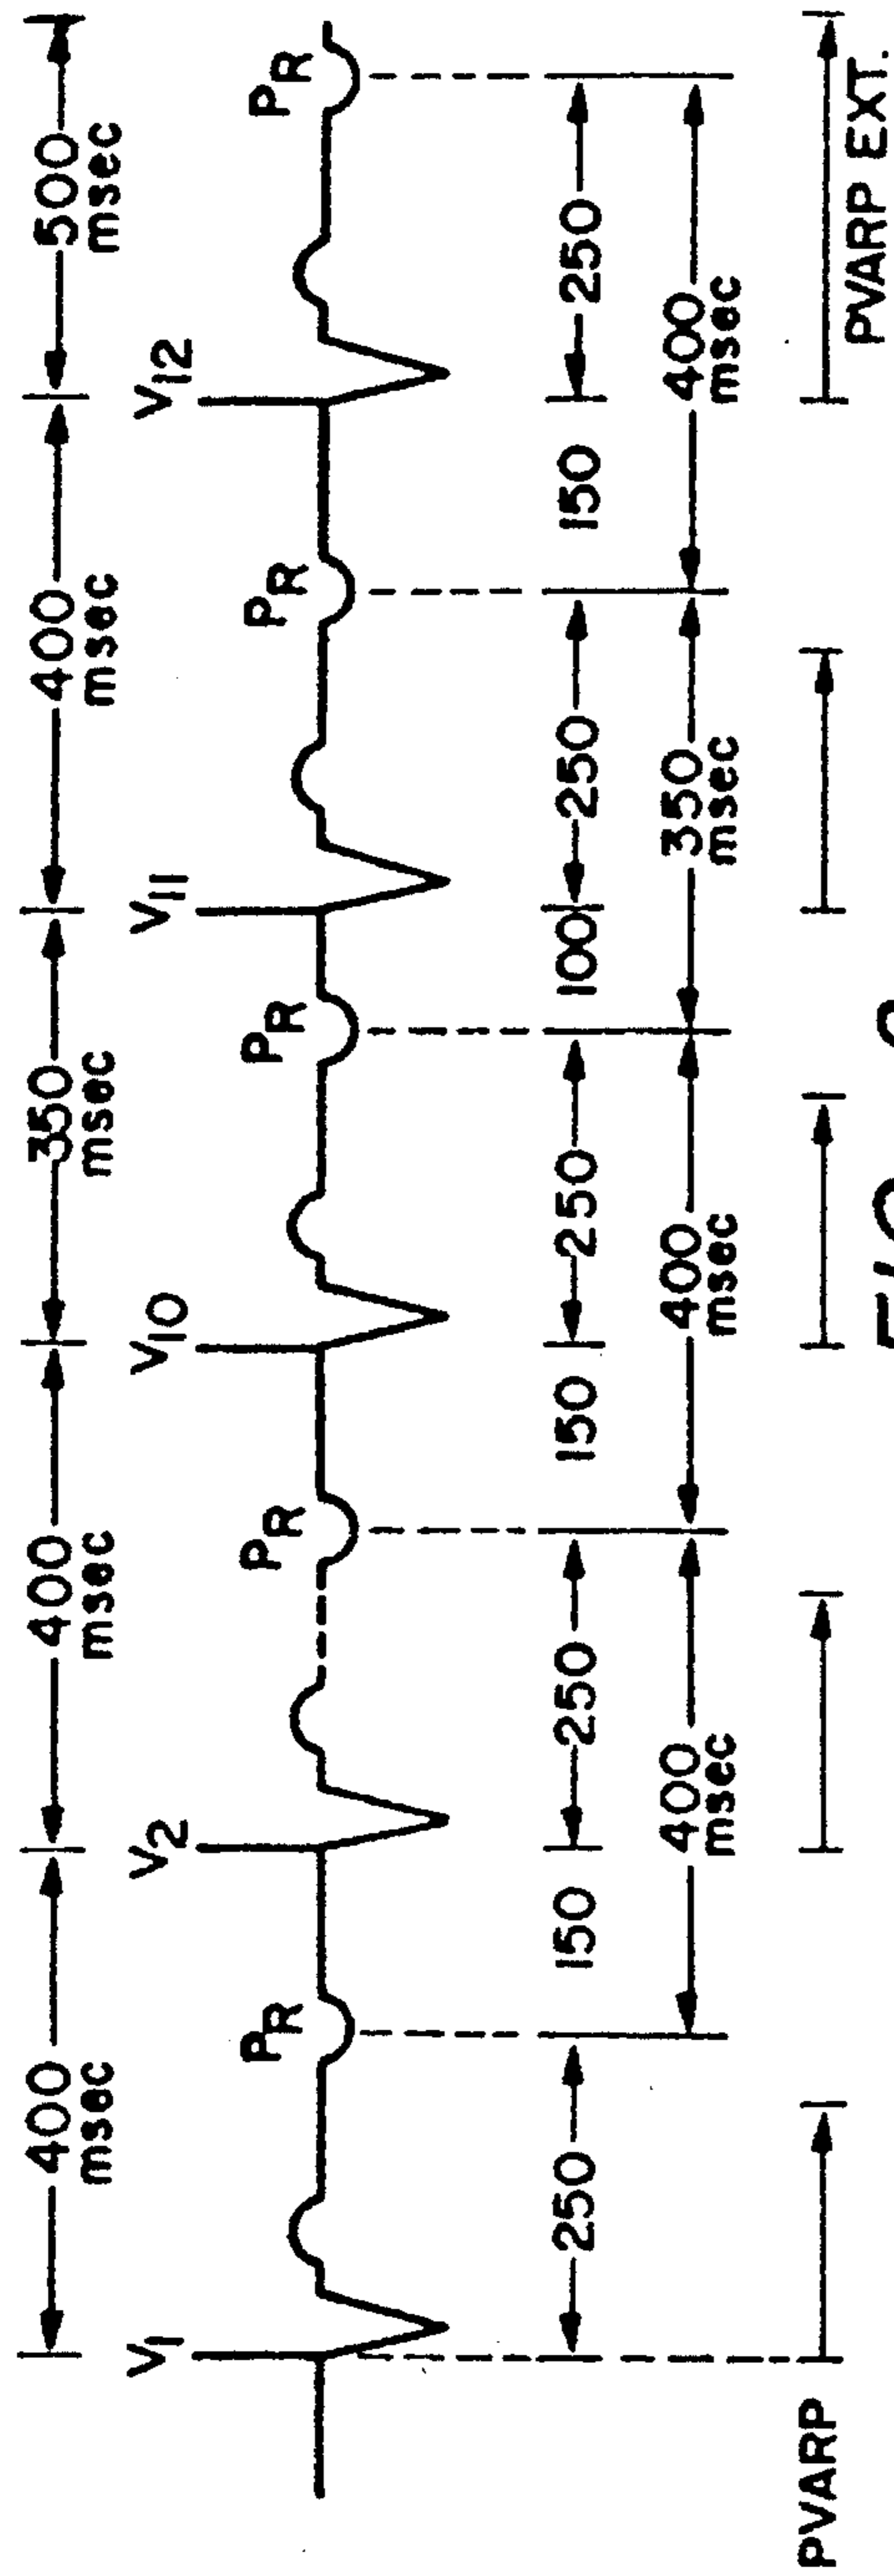 400 400 350 400 500
msec msec msec msec msec
V1 V2 V10 V11 V12
PR PR PR PR PR
250 150 250 150 250 100 250 150 250
400 400 350 400
msec msec msec msec
PVARP
PVARP EXT.